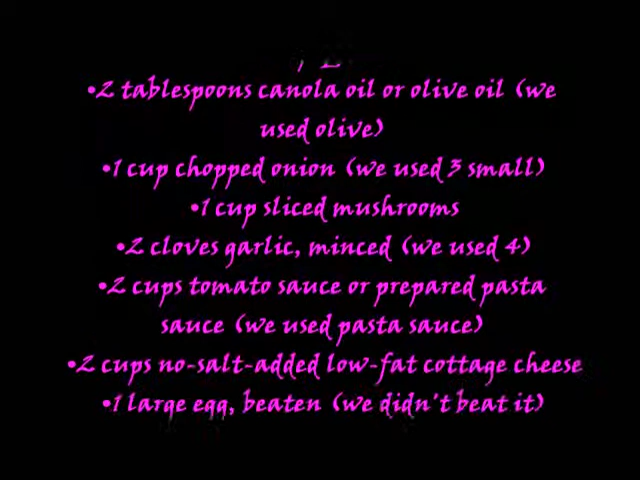 •2 tablespoons canola oil or olive oil (we
used olive)
•1 cup chopped onion (we used 3 small)
•1 cup sliced mushrooms
•2 cloves garlic, minced (we used 4)
•2 cups tomato sauce or prepared pasta
sauce (we used pasta sauce)
•2 cups no-salt-added low-fat cottage cheese
•1 large egg, beaten (we didn't beat it)